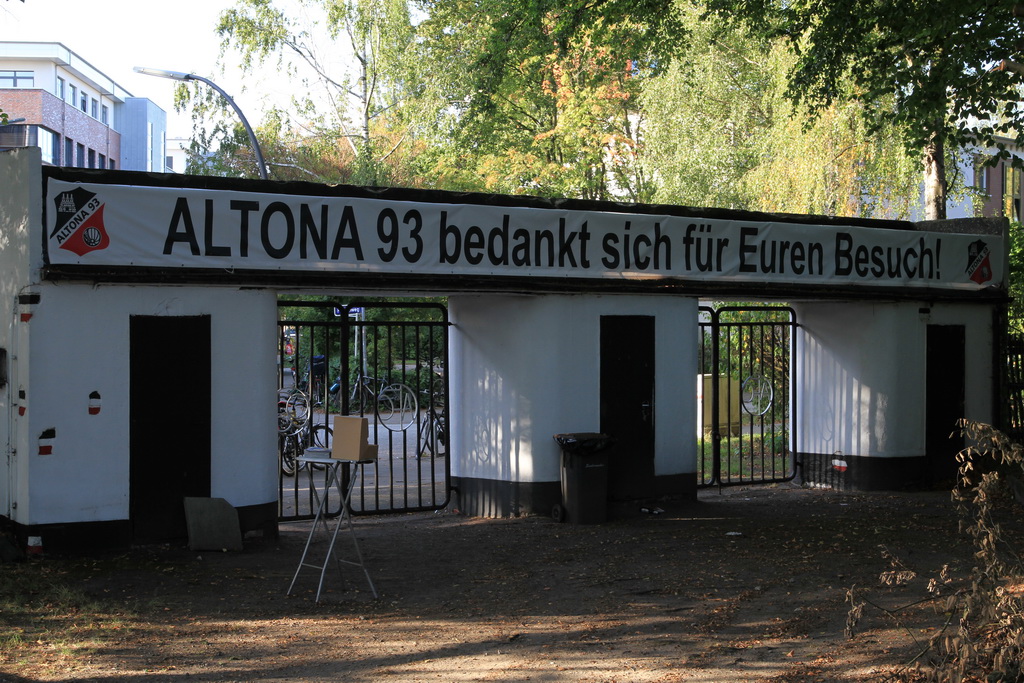 ALTONA 93
ALTONA 93 bedankt sich für Euren Besuch!